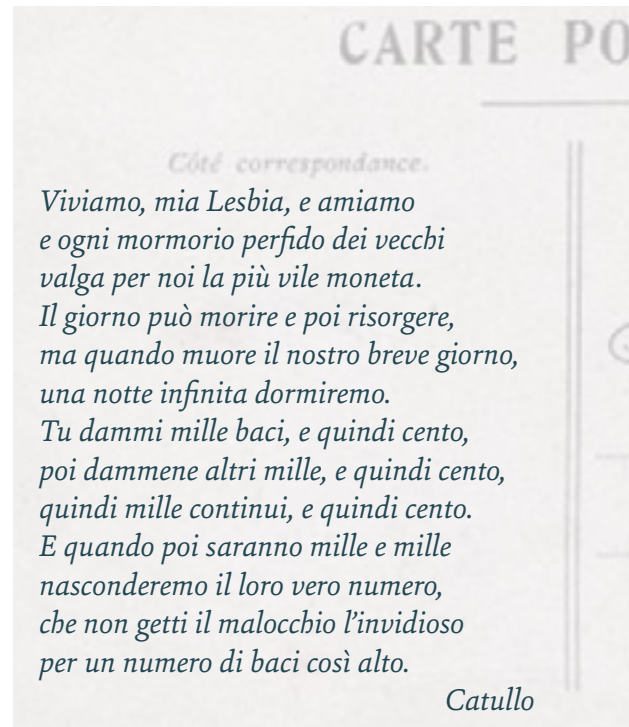 CARTE PO
Côté correspondance.
Viviamo, mia Lesbia, e amiamo
e ogni mormorio perfido dei vecchi
valga per noi la più vile moneta.
Il giorno può morire e poi risorgere,
ma quando muore il nostro breve giorno,
una notte infinita dormiremo.
Tu dammi mille baci, e quindi cento,
poi dammene altri mille, e quindi cento,
quindi mille continui, e quindi cento.
E quando poi saranno mille e mille
nasconderemo il loro vero numero,
che non getti il malocchio l’invidioso
per un numero di baci così alto.
Catullo